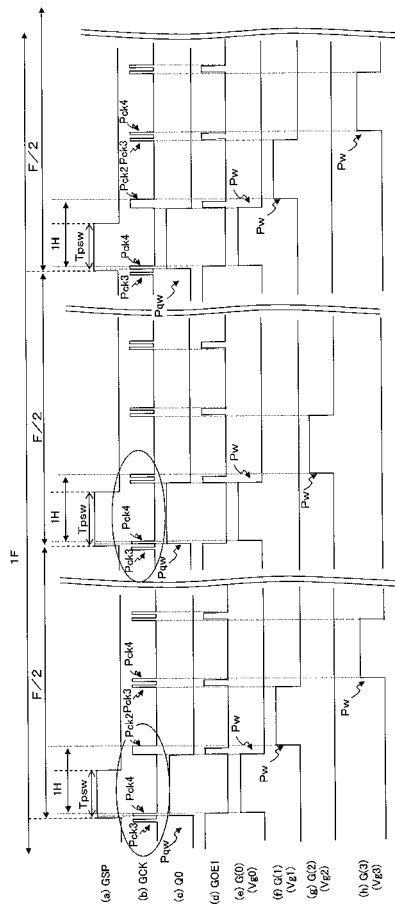 1F
F/2 F/2 F/2
1H 1H 1H
Tpsw Tpsw Tpsw
(a) GSP
(b) GCK Pck3 Pck4 Pck2 Pck3 Pck4 Pck3 Pck4 Pck3 Pck4 Pck2 Pck3 Pck4
(c) Q0 Pqw Pqw Pqw
(d) GOE1
(e) G(0) Pw Pw Pw
(Vg0)
(f) G(1) Pw Pw
(Vg1)
(g) G(2) Pw
(Vg2)
(h) G(3) Pw Pw
(Vg3)